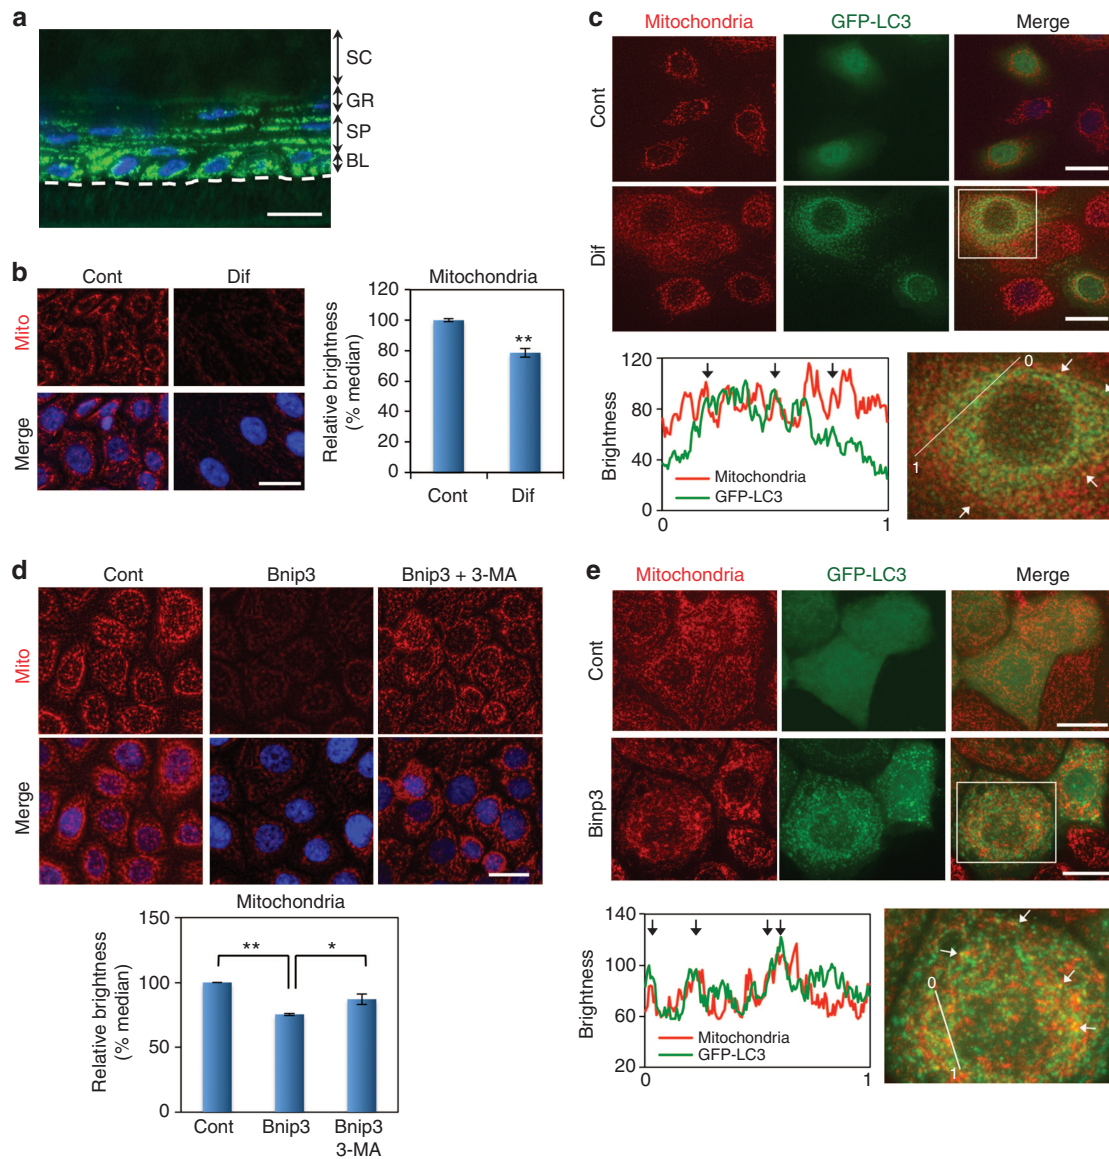 a
SC
GR
SP
BL
b
Cont
Dif
Mito
Merge
Mitochondria
Relative brightness
(% median)
120
100
80
60
40
20
0
**
Cont
Dif
c
Mitochondria
GFP-LC3
Merge
Cont
Dif
Brightness
120
80
40
0
Mitochondria
GFP-LC3
0
1
0
1
d
Cont
Bnip3
Bnip3 + 3-MA
Mito
Merge
Mitochondria
Relative brightness
(% median)
150
100
50
0
**
*
Cont
Bnip3
Bnip3
3-MA
e
Mitochondria
GFP-LC3
Merge
Cont
Binp3
Brightness
140
100
60
20
Mitochondria
GFP-LC3
0
1
0
1